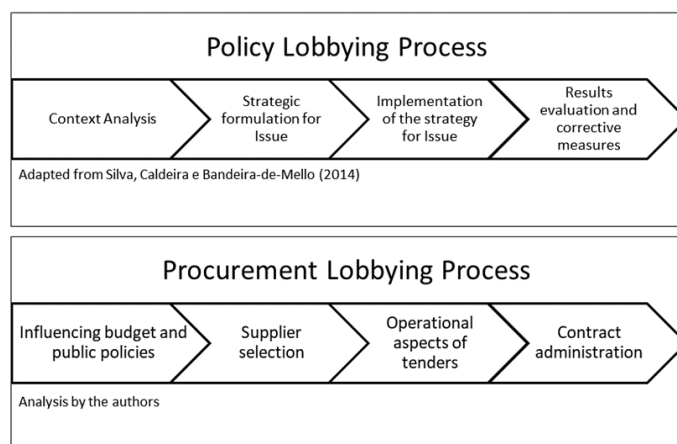 Policy Lobbying Process
Context Analysis
Strategic
formulation for
Issue
Implementation
of the strategy
for Issue
Results
evaluation and
corrective
measures
Adapted from Silva, Caldeira e Bandeira-de-Mello (2014)
Procurement Lobbying Process
Influencing budget and
public policies
Supplier
selection
Operational
aspects of
tenders
Contract
administration
Analysis by the authors